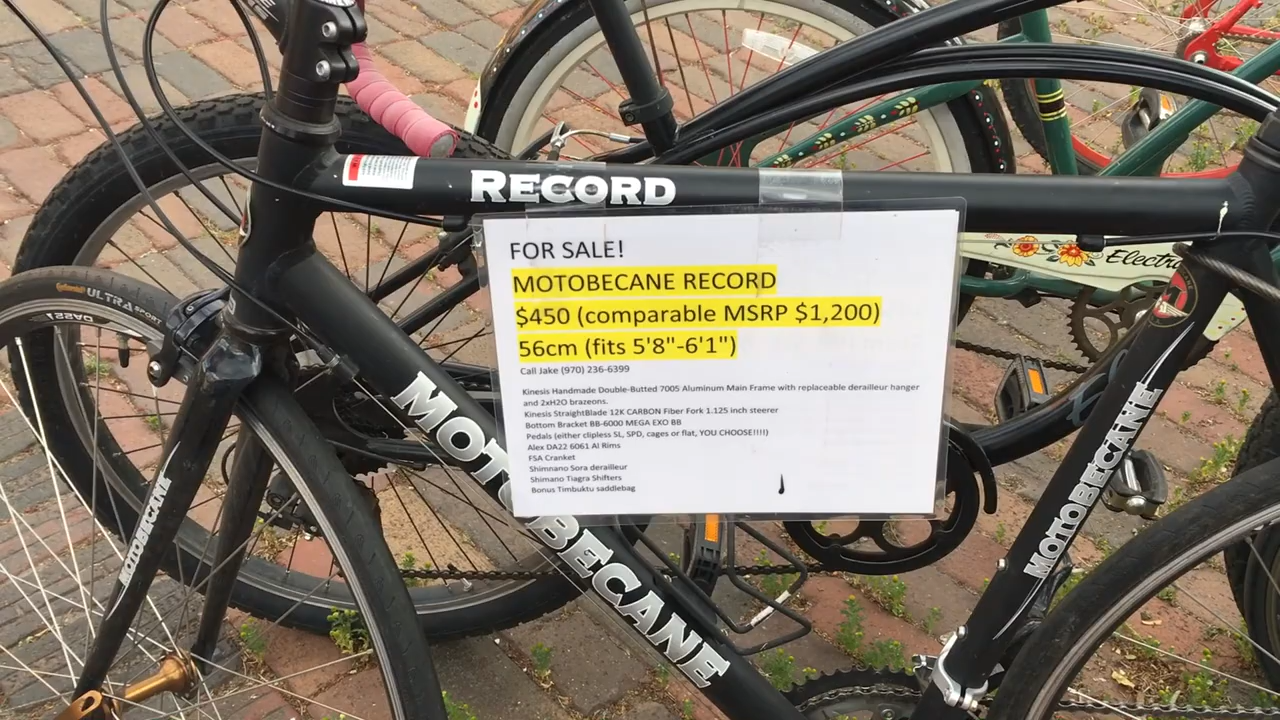 RECORD
FOR SALE!
MOTOBECANE RECORD
$450 (comparable MSRP $1,200)
56cm (fits 5'8"-6'1")
Call Jake (970) 236-6399
Kinesis Handmade Double-Butted 7005 Aluminum Main Frame with replaceable derailleur hanger
and 2xH2O brazeons.
Kinesis StraightBlade 12K CARBON Fiber Fork 1.125 inch steerer
Bottom Bracket BB-6000 MEGA EXO BB
Pedals (either clipless SL, SPD, cages or flat, YOU CHOOSE!!!!)
Alex DA22 6061 Al Rims
FSA Cranket
Shimnano Sora derailleur
Shimano Tiagra Shifters
Bonus Timbuktu saddlebag
Electra
Continental ULTRA SPORT
DA22
MOTOBECANE
MOTOBECANE
MOTOBECANE